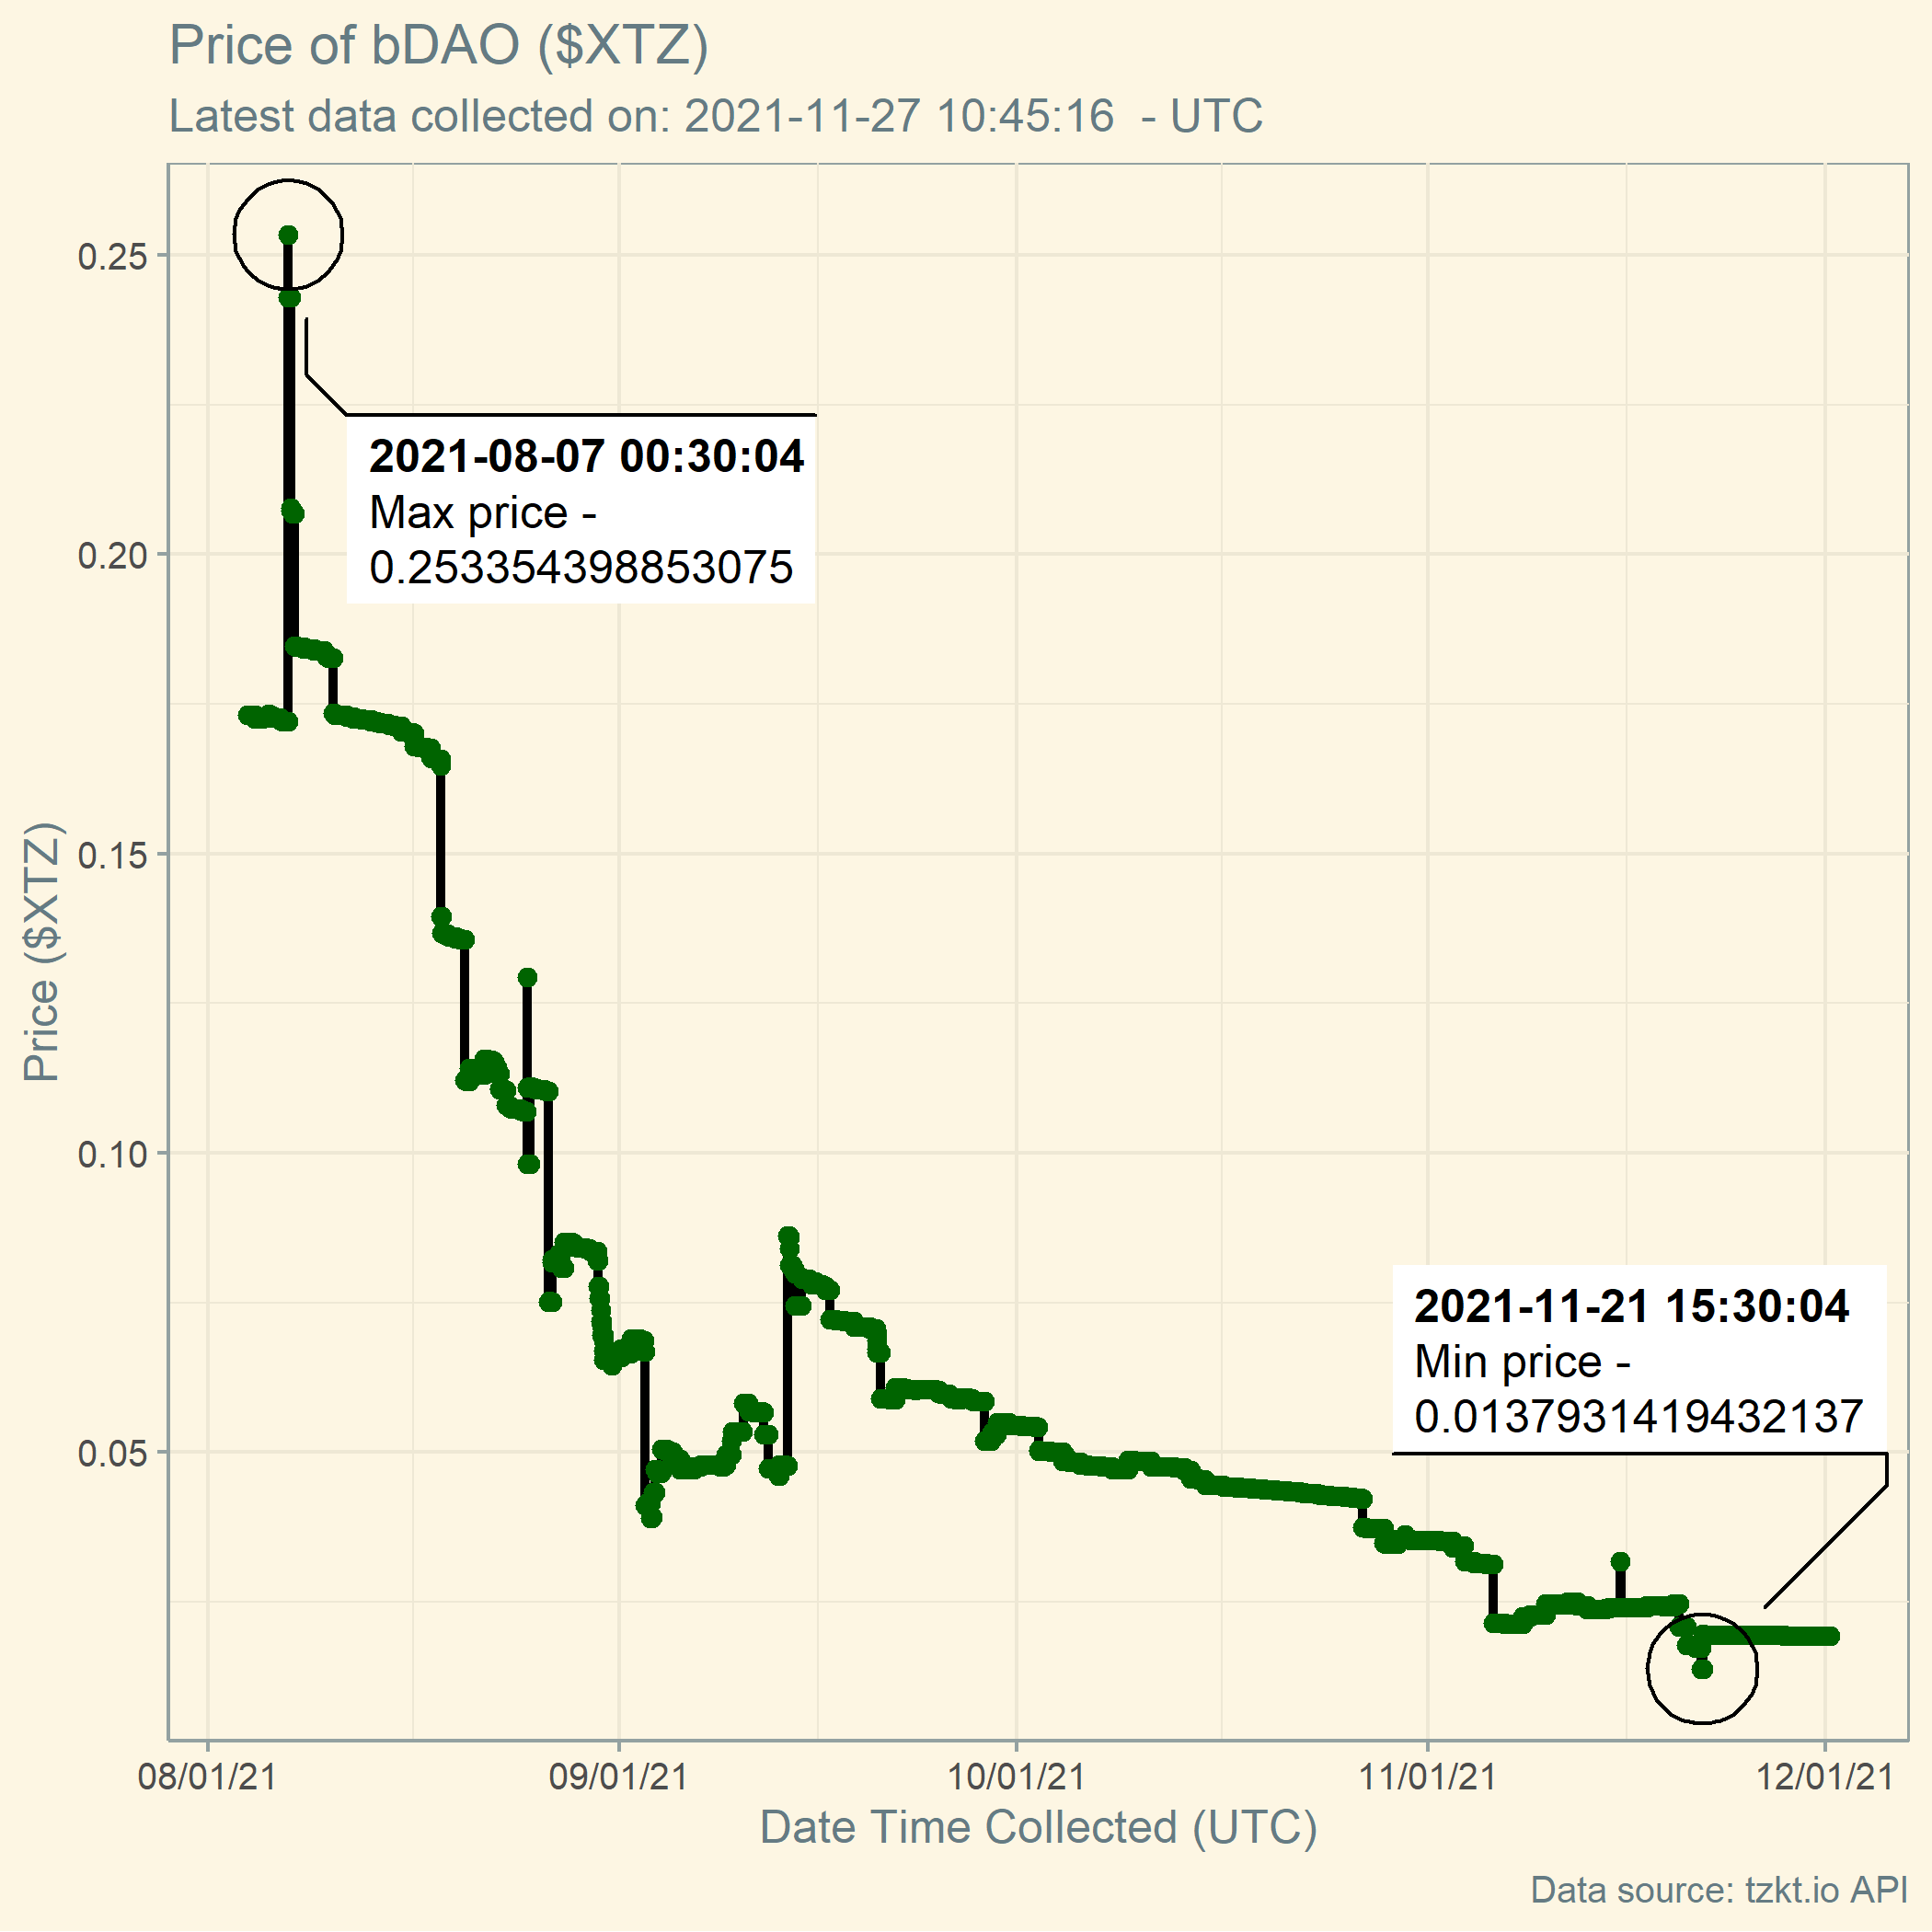 Price of bDAO ($XTZ)
Latest data collected on: 2021-11-27 10:45:16  - UTC
0.25
0.20
0.15
0.10
0.05
Price ($XTZ)
2021-08-07 00:30:04
Max price -
0.253354398853075
2021-11-21 15:30:04
Min price -
0.0137931419432137
08/01/21
09/01/21
10/01/21
11/01/21
12/01/21
Date Time Collected (UTC)
Data source: tzkt.io API